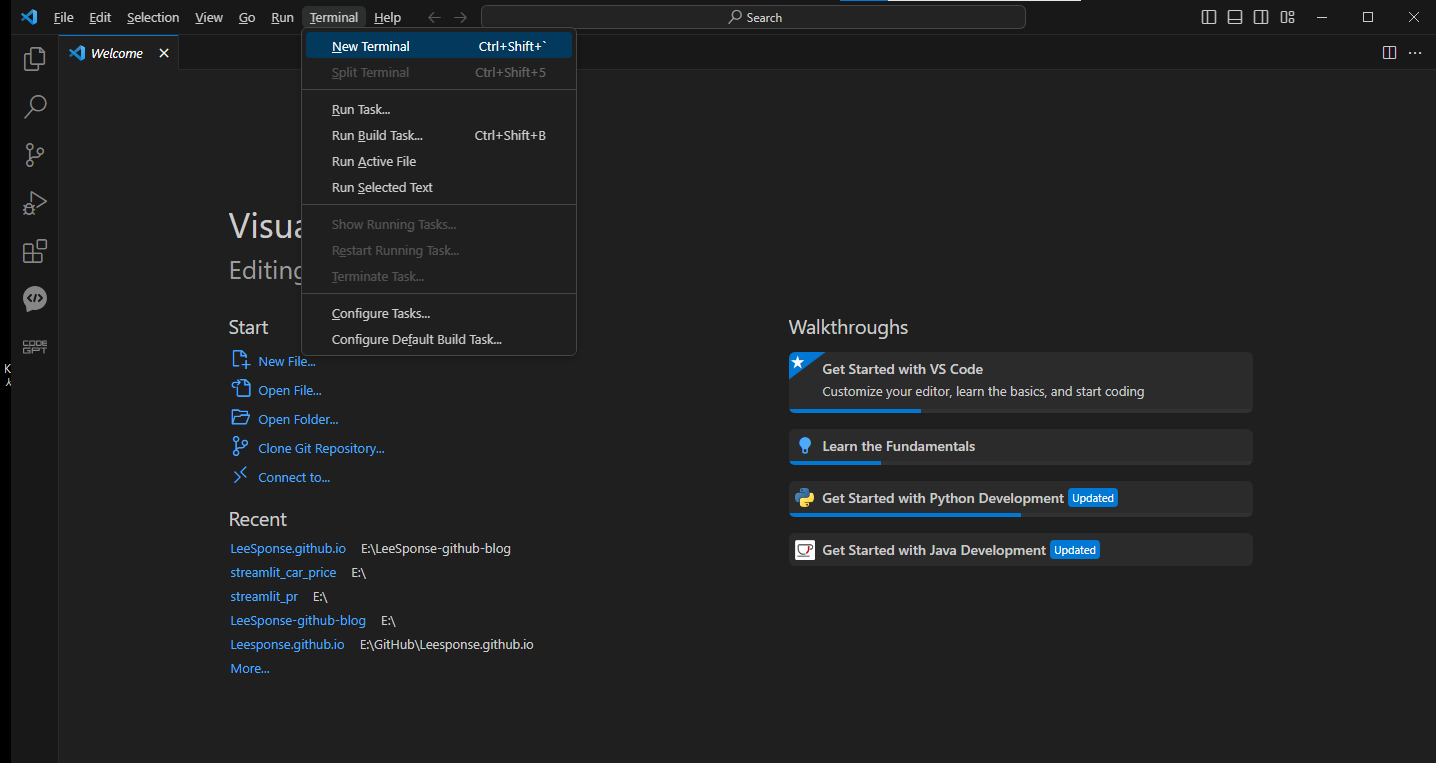 File Edit Selection View Go Run Terminal Help Search
Welcome
New Terminal Ctrl+Shift+`
Split Terminal Ctrl+Shift+5
Run Task...
Run Build Task... Ctrl+Shift+B
Run Active File
Run Selected Text
Show Running Tasks...
Restart Running Task...
Terminate Task...
Configure Tasks...
Configure Default Build Task...
Visua
Editing
CODE
GPT
K
Start
New File...
Open File...
Open Folder...
Clone Git Repository...
Connect to...
Recent
LeeSponse.github.io E:\LeeSponse-github-blog
streamlit_car_price E:\
streamlit_pr E:\
LeeSponse-github-blog E:\
Leesponse.github.io E:\GitHub\Leesponse.github.io
More...
Walkthroughs
Get Started with VS Code
Customize your editor, learn the basics, and start coding
Learn the Fundamentals
Get Started with Python Development Updated
Get Started with Java Development Updated